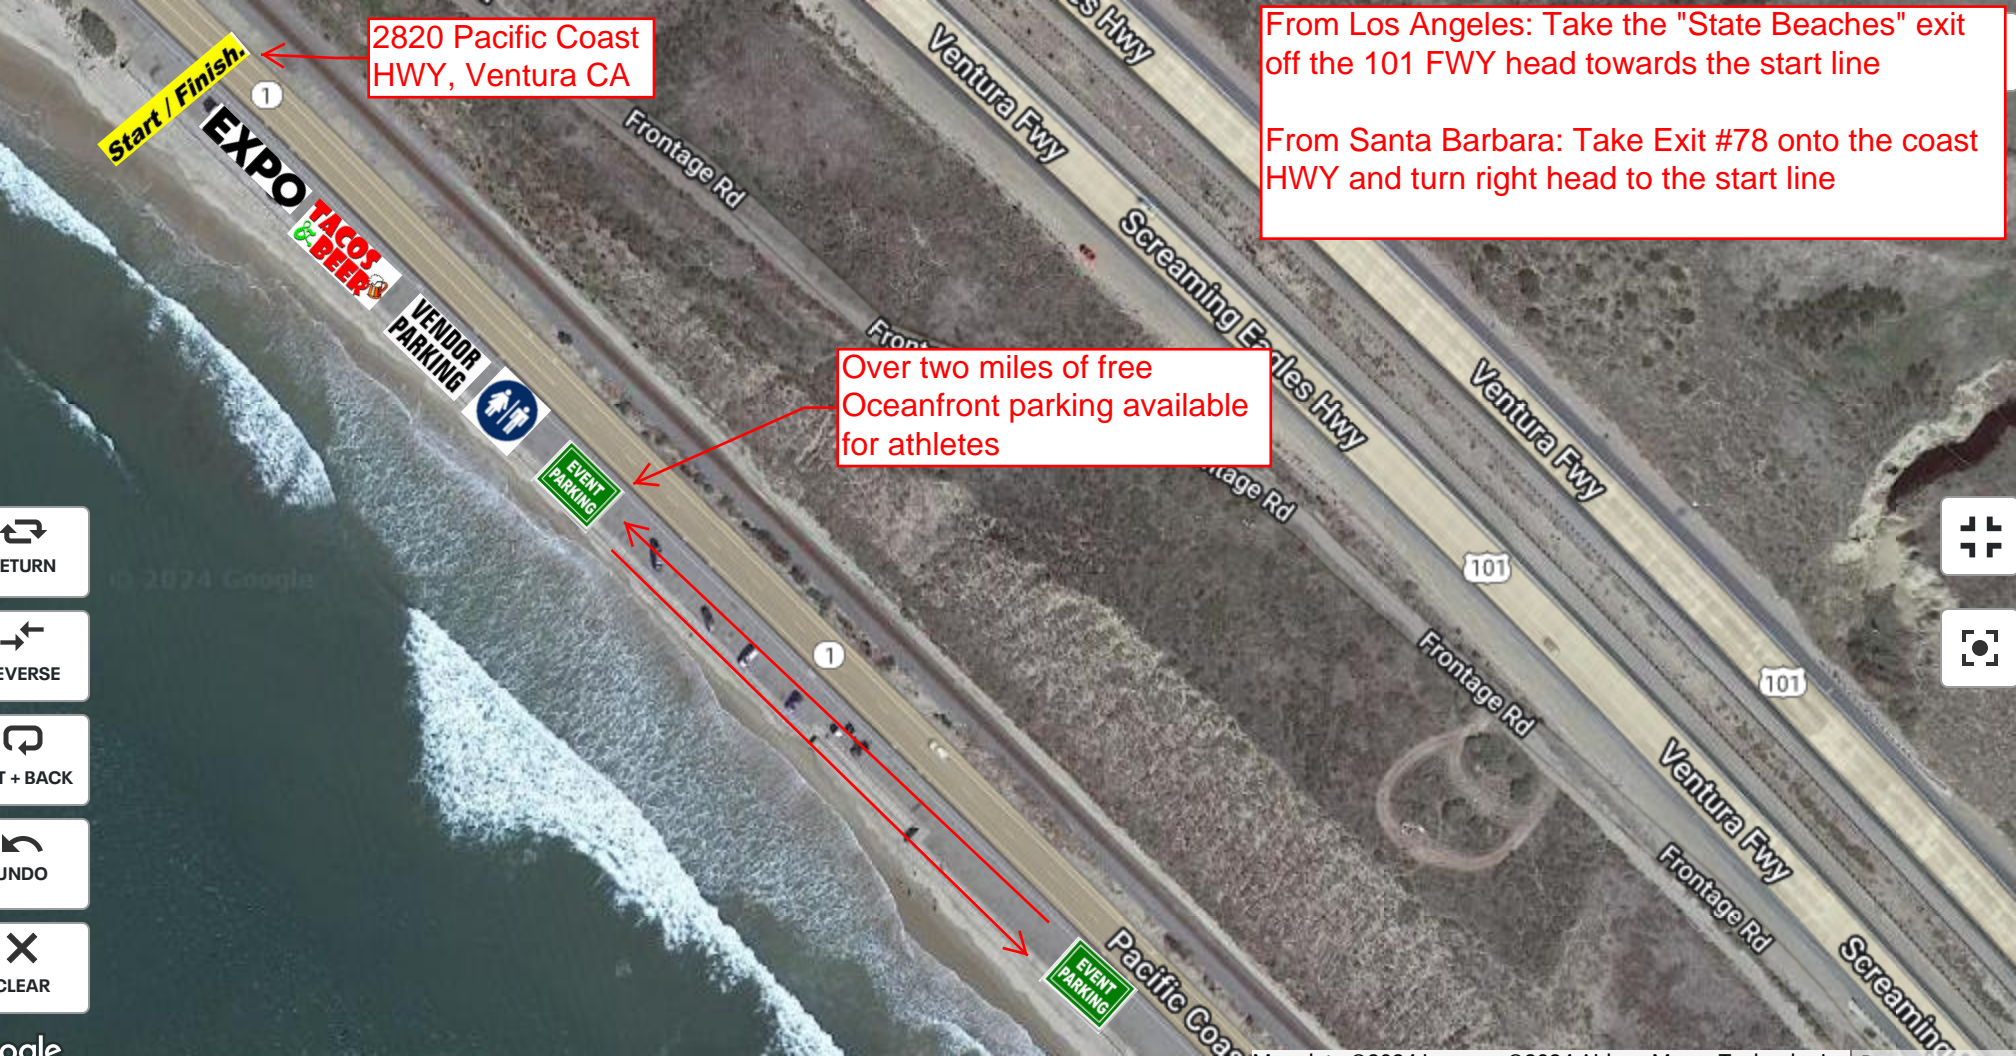 2820 Pacific Coast
HWY, Ventura CA
From Los Angeles: Take the "State Beaches" exit
off the 101 FWY head towards the start line
From Santa Barbara: Take Exit #78 onto the coast
HWY and turn right head to the start line
Start / Finish.
1
EXPO
TACOS
& BEER
VENDOR
PARKING
EVENT
PARKING
Over two miles of free
Oceanfront parking available
for athletes
Frontage Rd
Ventura Fwy
Hwy
Screaming Eagles Hwy
Ventura Fwy
101
101
1
Frontage Rd
Ventura Fwy
Frontage Rd
Screaming
EVENT
PARKING
Pacific Coas
© 2024 Google
ETURN
EVERSE
T + BACK
UNDO
CLEAR
ogle